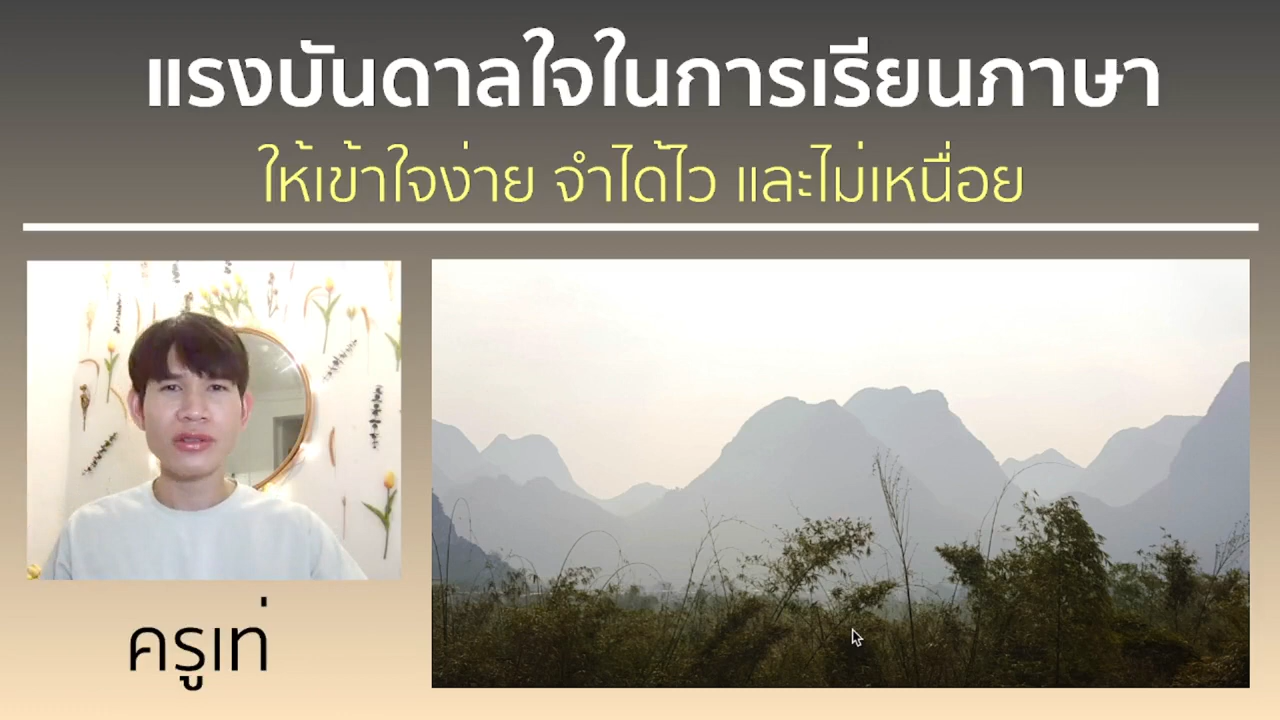 แรงบันดาลใจในการเรียนภาษา
ให้เข้าใจง่าย จำได้ไว และไม่เหนื่อย
ครูเท่